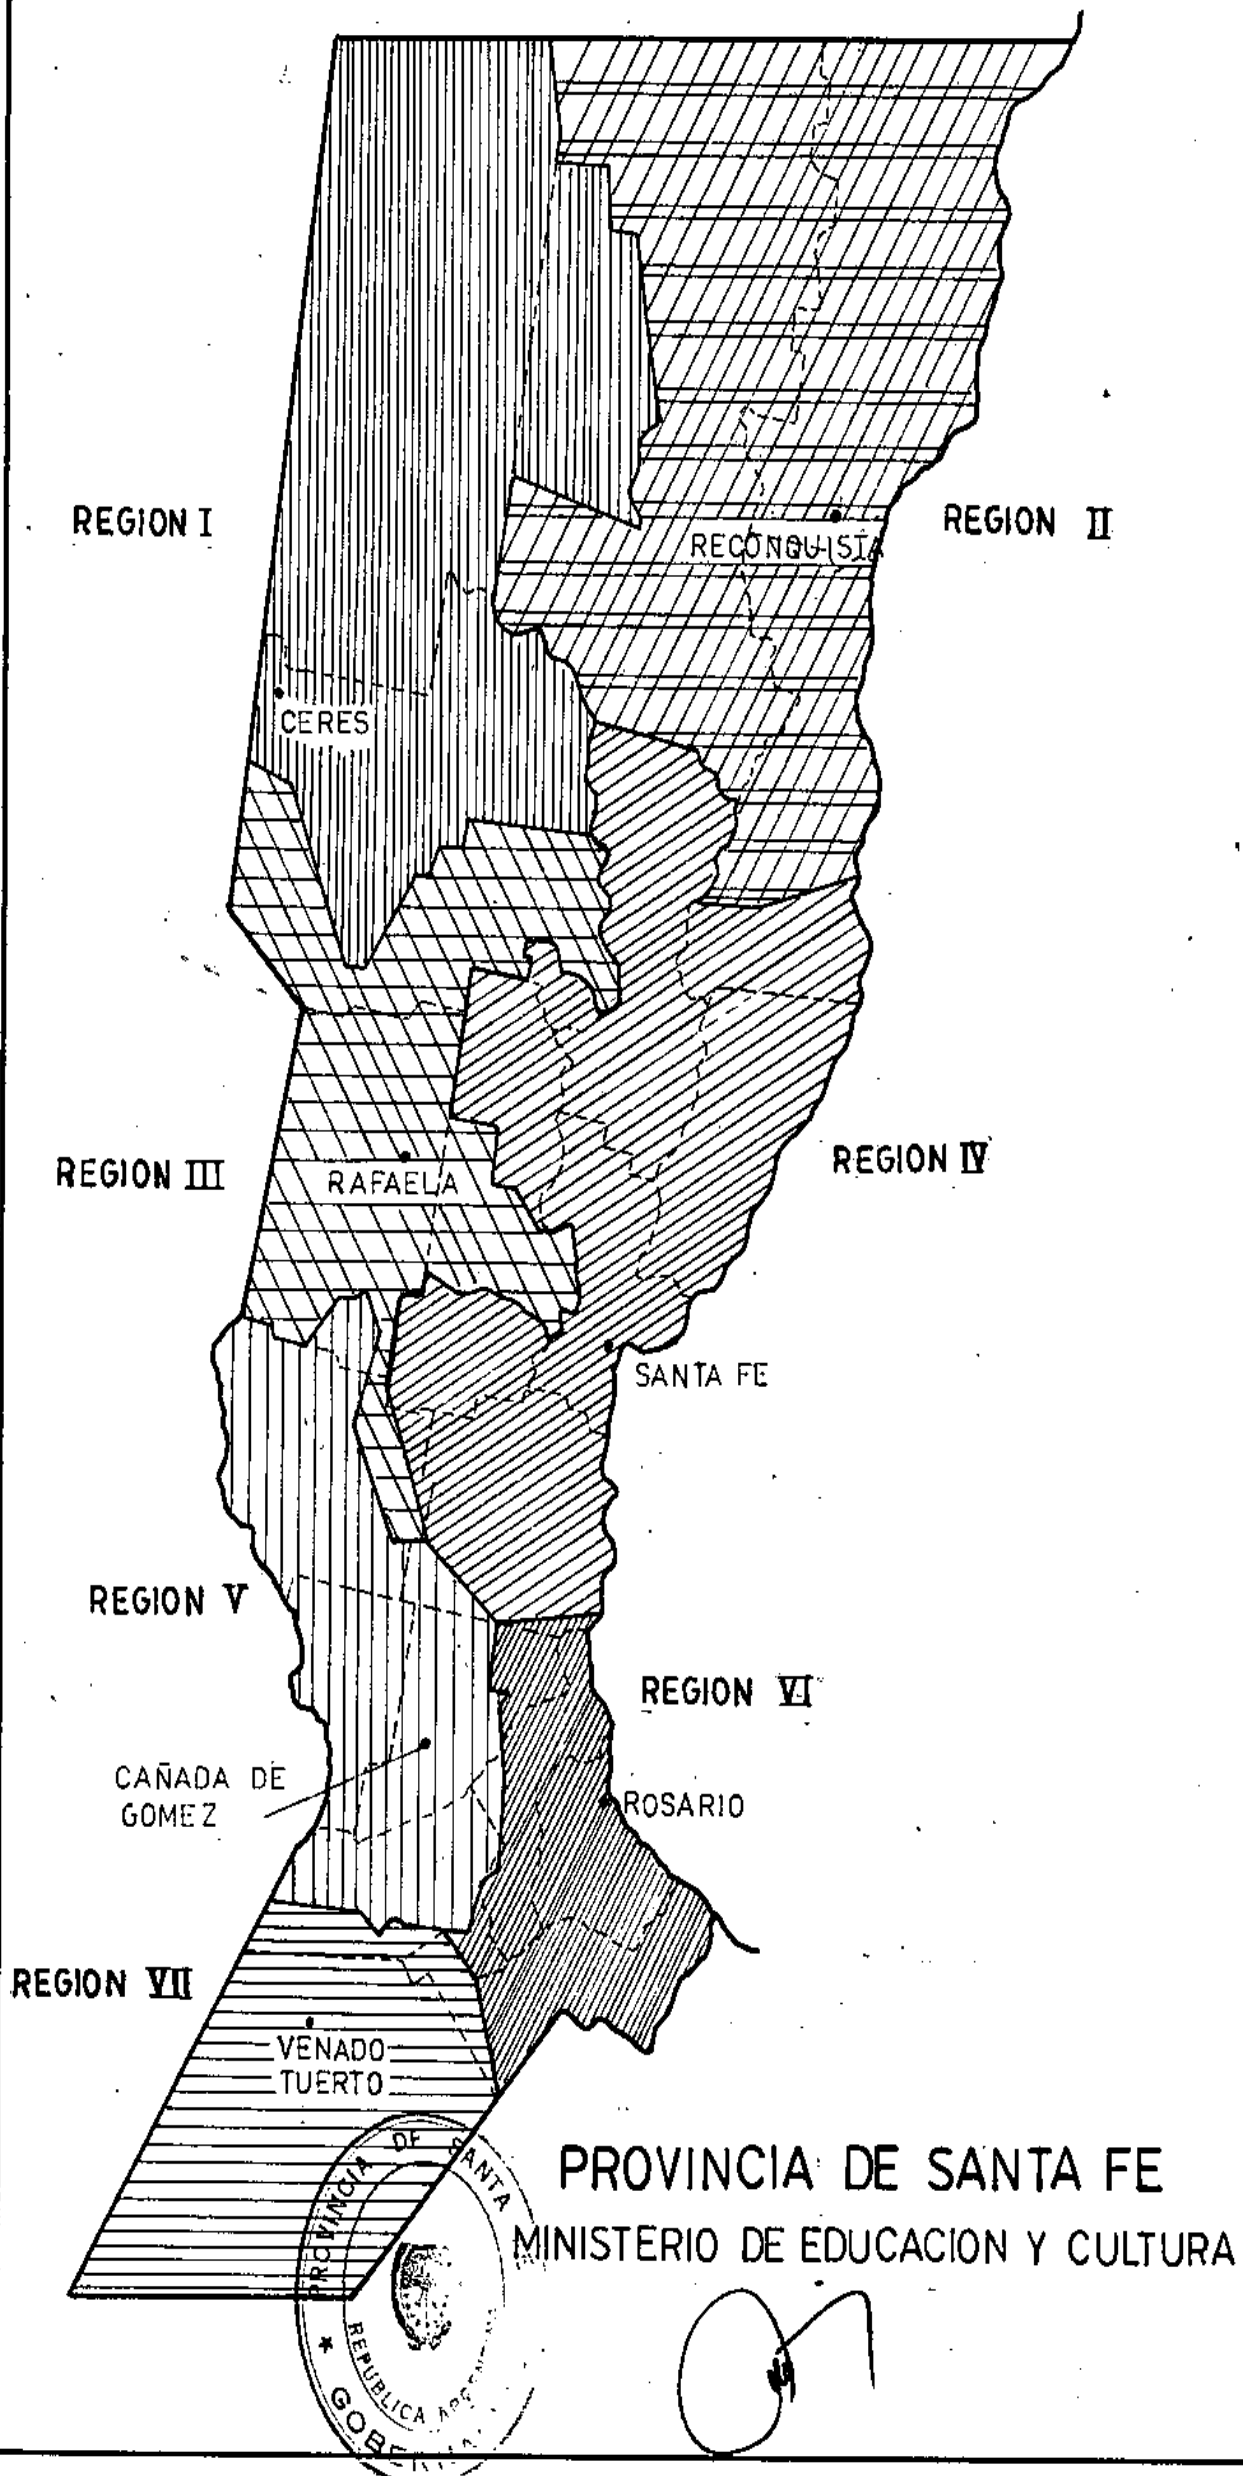 REGION I
REGION II
RECONQUISTA
CERES
REGION III
RAFAELA
REGION IV
SANTA FE
REGION V
REGION VI
CAÑADA DE
GOMEZ
ROSARIO
REGION VII
VENADO
TUERTO
PROVINCIA DE SANTA FE
MINISTERIO DE EDUCACION Y CULTURA
PROVINCIA DE SANTA
REPUBLICA